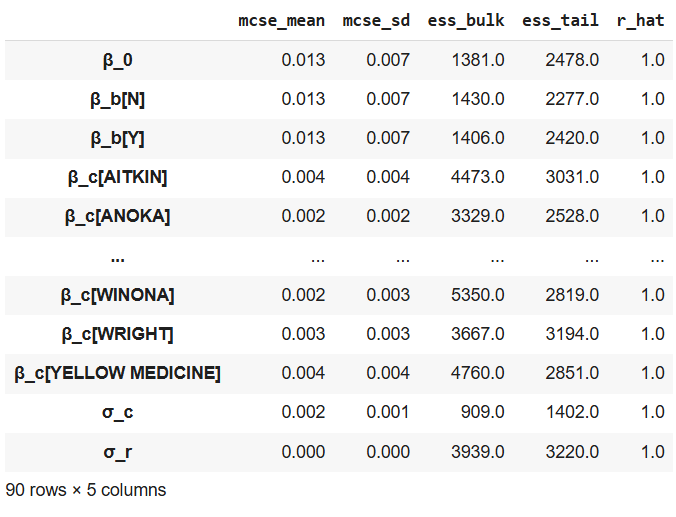 mcse_mean mcse_sd ess_bulk ess_tail r_hat
β_0 0.013 0.007 1381.0 2478.0 1.0
β_b[N] 0.013 0.007 1430.0 2277.0 1.0
β_b[Y] 0.013 0.007 1406.0 2420.0 1.0
β_c[AITKIN] 0.004 0.004 4473.0 3031.0 1.0
β_c[ANOKA] 0.002 0.002 3329.0 2528.0 1.0
... ... ... ... ... ...
β_c[WINONA] 0.002 0.003 5350.0 2819.0 1.0
β_c[WRIGHT] 0.003 0.003 3667.0 3194.0 1.0
β_c[YELLOW MEDICINE] 0.004 0.004 4760.0 2851.0 1.0
σ_c 0.002 0.001 909.0 1402.0 1.0
σ_r 0.000 0.000 3939.0 3220.0 1.0
90 rows × 5 columns